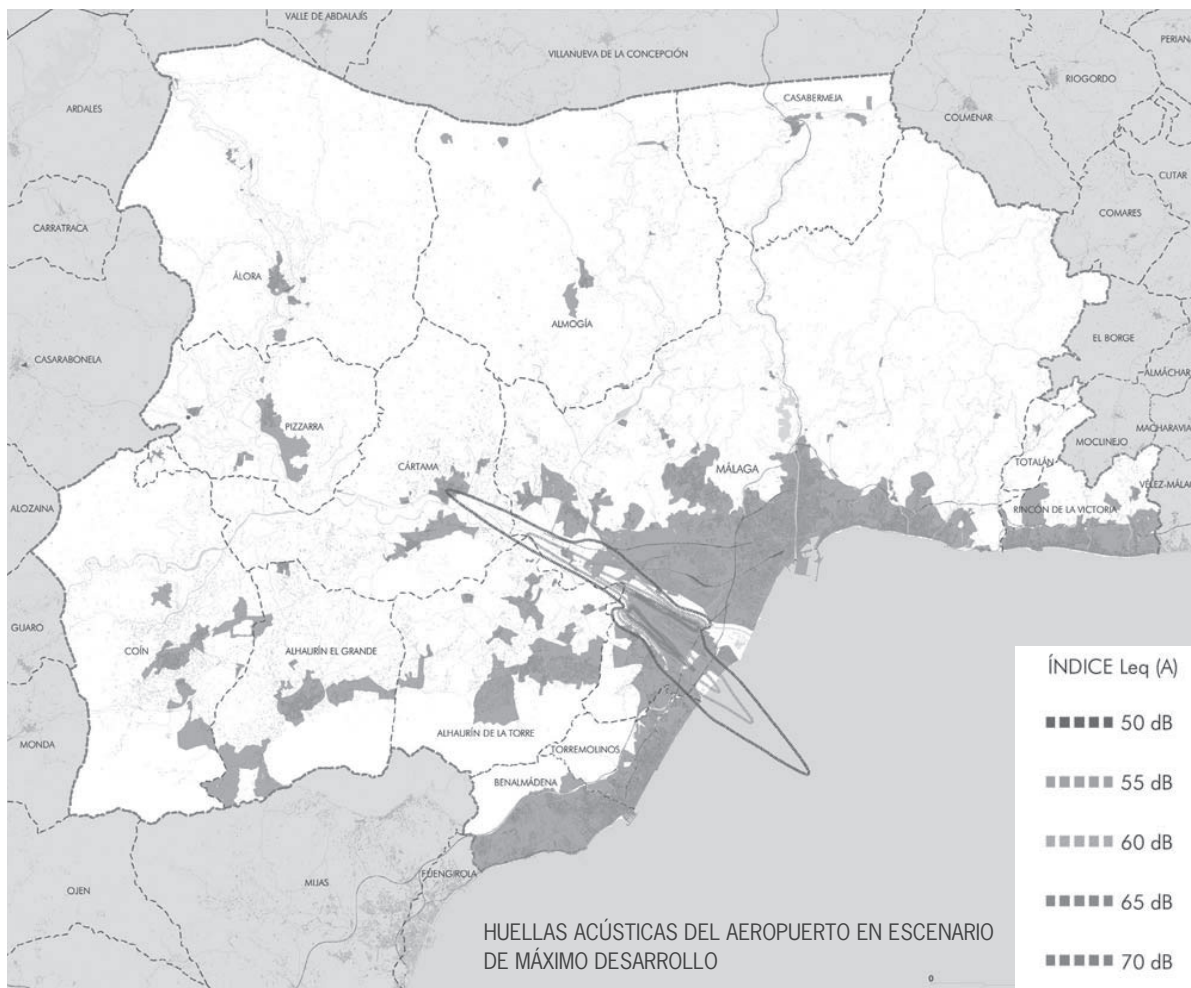 VALLE DE ABDALAJÍS
VILLANUEVA DE LA CONCEPCIÓN
PERIANA
RIOGORDO
ARDALES
CASABERMEJA
COLMENAR
CUTAR
COMARES
CARRATRACA
ÁLORA
ALMOGÍA
EL BORGE
CASARABONELA
ALMÁCHAR
PIZZARRA
MACHARAVIA
MOCLINEJO
CÁRTAMA
MÁLAGA
TOTALÁN
VÉLEZ-MÁLAG
ALOZAINA
RINCÓN DE LA VICTORIA
GUARO
COÍN
ALHAURÍN EL GRANDE
ALHAURÍN DE LA TORRE
MONDA
TORREMOLINOS
BENALMÁDENA
FUENGIROLA
MIJAS
OJEN
ÍNDICE Leq (A)
50 dB
55 dB
60 dB
65 dB
70 dB
HUELLAS ACÚSTICAS DEL AEROPUERTO EN ESCENARIO
DE MÁXIMO DESARROLLO
0